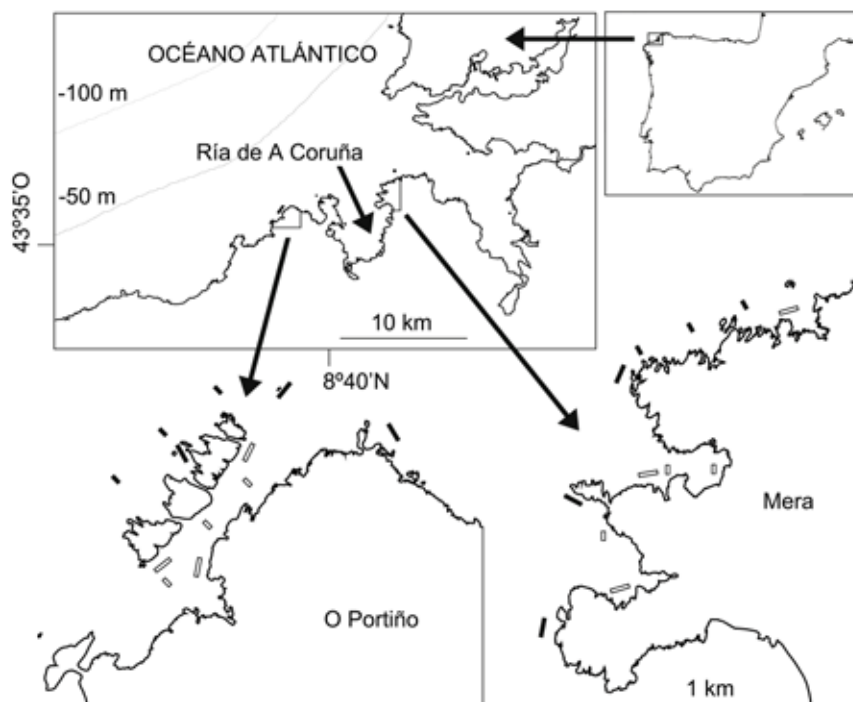 OCÉANO ATLÁNTICO
-100 m
Ría de A Coruña
-50 m
43º35'O
10 km
8º40'N
Mera
O Portiño
1 km